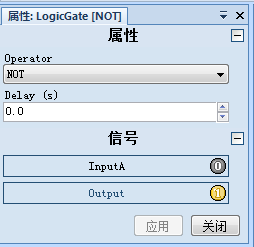 属性: LogicGate [NOT]
属性
Operator
NOT
Delay (s)
0.0
信号
InputA 0
Output 1
应用 关闭